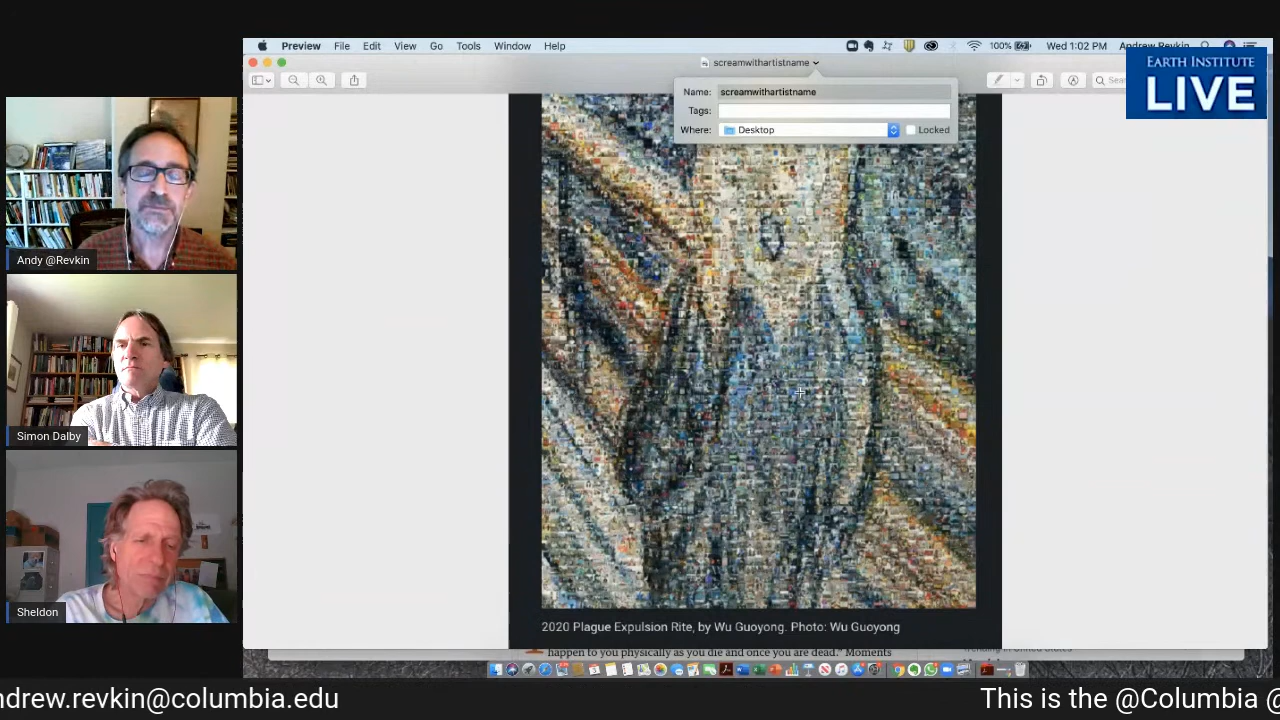 Preview File Edit View Go Tools Window Help
100% Wed 1:02 PM Andrew Revkin
screamwithartistname
EARTH INSTITUTE
LIVE
Name: screamwithartistname
Tags:
Where: Desktop Locked
Andy @Revkin
Simon Dalby
Sheldon
2020 Plague Expulsion Rite, by Wu Guoyong. Photo: Wu Guoyong
happen to you physically as you die and once you are dead." Moments
ndrew.revkin@columbia.edu
This is the @Columbia @